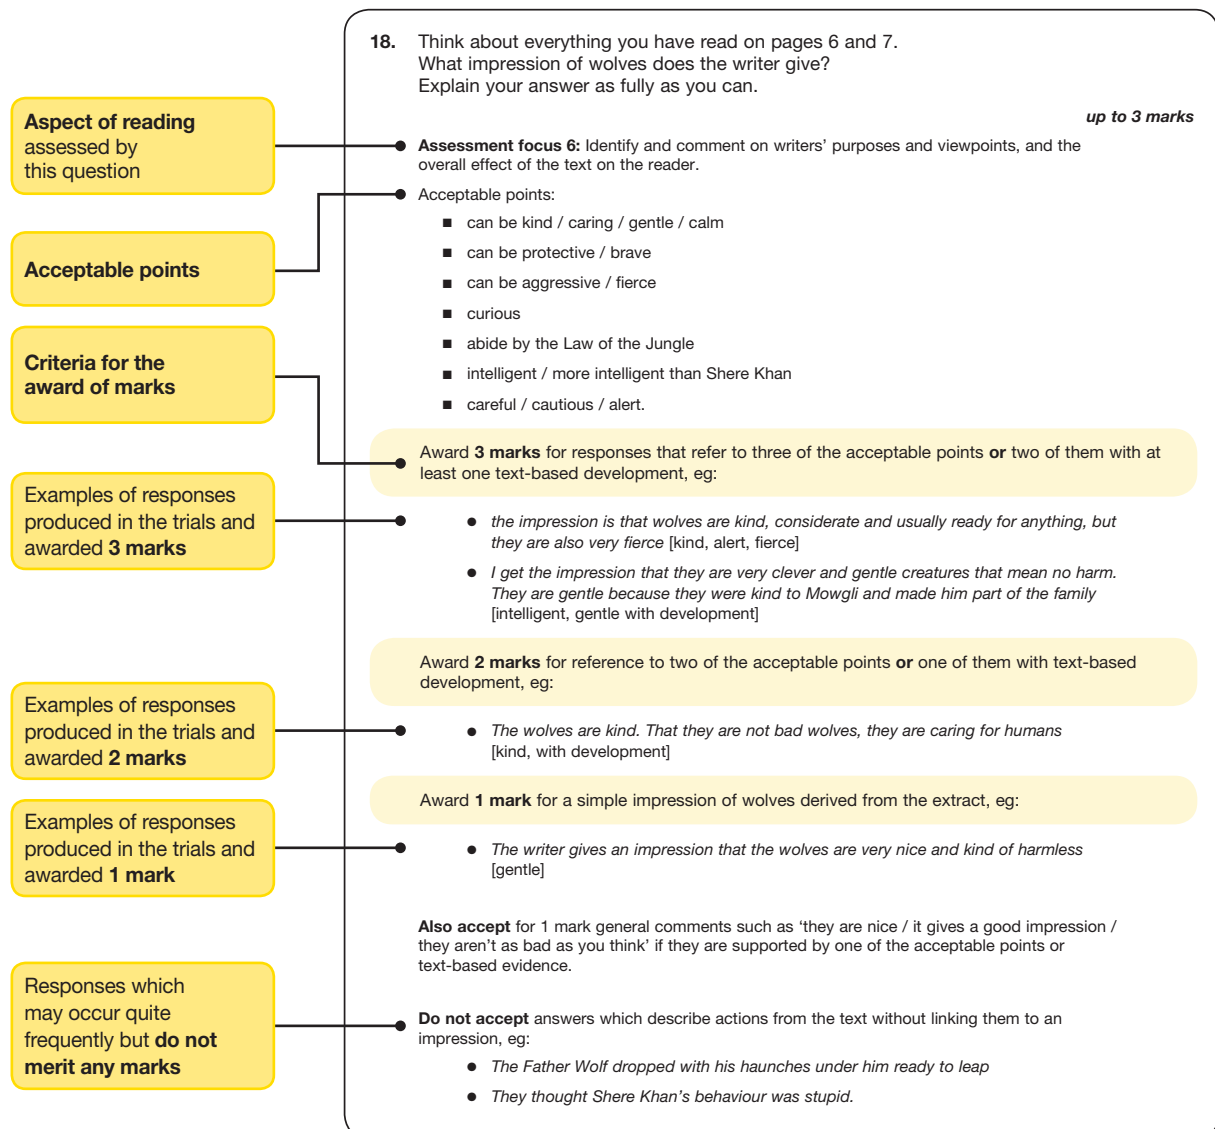 18. Think about everything you have read on pages 6 and 7.
What impression of wolves does the writer give?
Explain your answer as fully as you can.
up to 3 marks
Aspect of reading
assessed by
this question
Assessment focus 6: Identify and comment on writers' purposes and viewpoints, and the
overall effect of the text on the reader.
Acceptable points
Acceptable points:
■ can be kind / caring / gentle / calm
■ can be protective / brave
■ can be aggressive / fierce
■ curious
■ abide by the Law of the Jungle
■ intelligent / more intelligent than Shere Khan
■ careful / cautious / alert.
Criteria for the
award of marks
Award 3 marks for responses that refer to three of the acceptable points or two of them with at
least one text-based development, eg:
Examples of responses
produced in the trials and
awarded 3 marks
● the impression is that wolves are kind, considerate and usually ready for anything, but
they are also very fierce [kind, alert, fierce]
● I get the impression that they are very clever and gentle creatures that mean no harm.
They are gentle because they were kind to Mowgli and made him part of the family
[intelligent, gentle with development]
Award 2 marks for reference to two of the acceptable points or one of them with text-based
development, eg:
Examples of responses
produced in the trials and
awarded 2 marks
● The wolves are kind. That they are not bad wolves, they are caring for humans
[kind, with development]
Award 1 mark for a simple impression of wolves derived from the extract, eg:
Examples of responses
produced in the trials and
awarded 1 mark
● The writer gives an impression that the wolves are very nice and kind of harmless
[gentle]
Also accept for 1 mark general comments such as 'they are nice / it gives a good impression /
they aren't as bad as you think' if they are supported by one of the acceptable points or
text-based evidence.
Responses which
may occur quite
frequently but do not
merit any marks
Do not accept answers which describe actions from the text without linking them to an
impression, eg:
● The Father Wolf dropped with his haunches under him ready to leap
● They thought Shere Khan's behaviour was stupid.